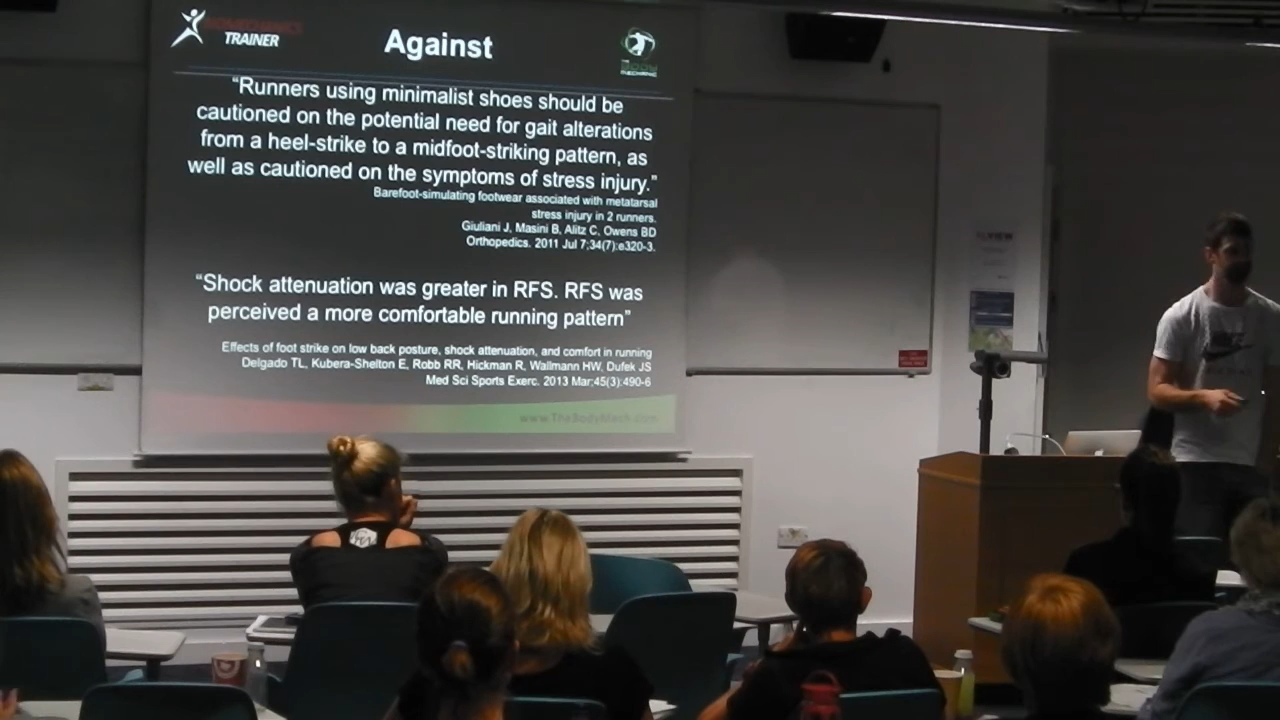 BIOMECHANICS
TRAINER
Against
THE BODY
MECHANIC
“Runners using minimalist shoes should be
cautioned on the potential need for gait alterations
from a heel-strike to a midfoot-striking pattern, as
well as cautioned on the symptoms of stress injury.”
Barefoot-simulating footwear associated with metatarsal
stress injury in 2 runners.
Giuliani J, Masini B, Alitz C, Owens BD
Orthopedics. 2011 Jul 7;34(7):e320-3.
“Shock attenuation was greater in RFS. RFS was
perceived a more comfortable running pattern”
Effects of foot strike on low back posture, shock attenuation, and comfort in running
Delgado TL, Kubera-Shelton E, Robb RR, Hickman R, Wallmann HW, Dufek JS
Med Sci Sports Exerc. 2013 Mar;45(3):490-6
www.TheBodyMech.com